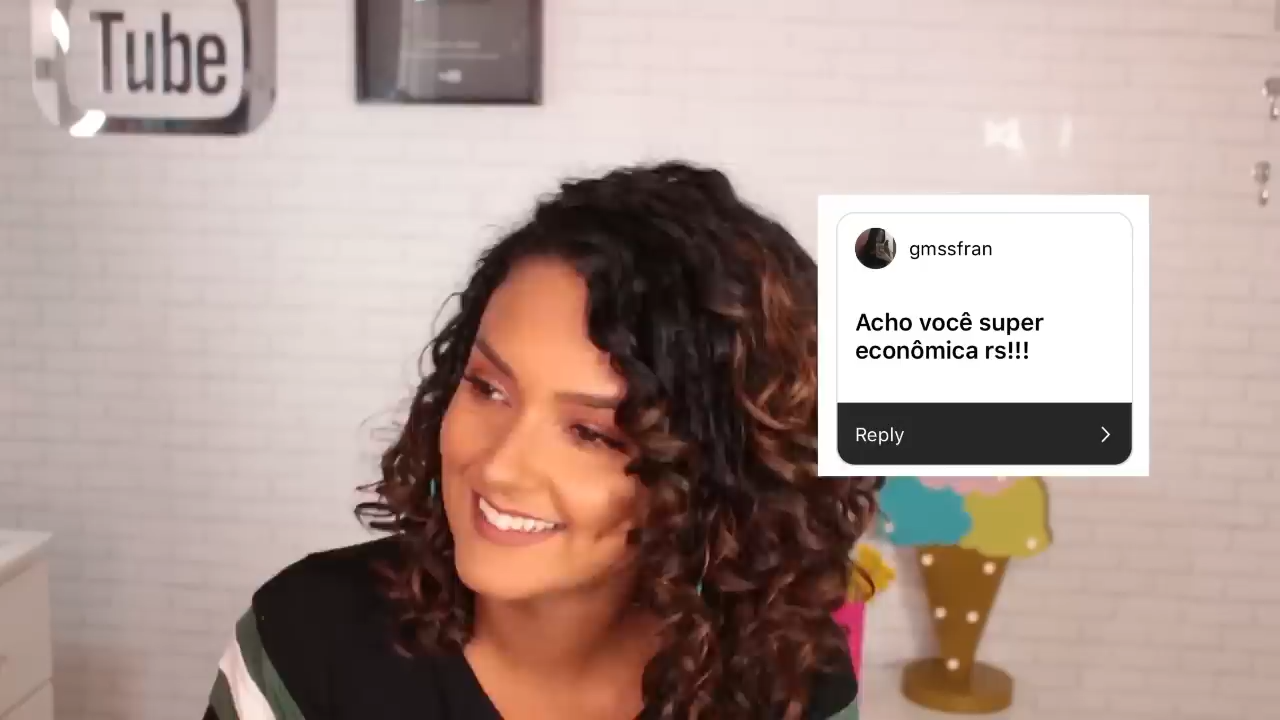 Tube
gmssfran
Acho você super
econômica rs!!!
Reply